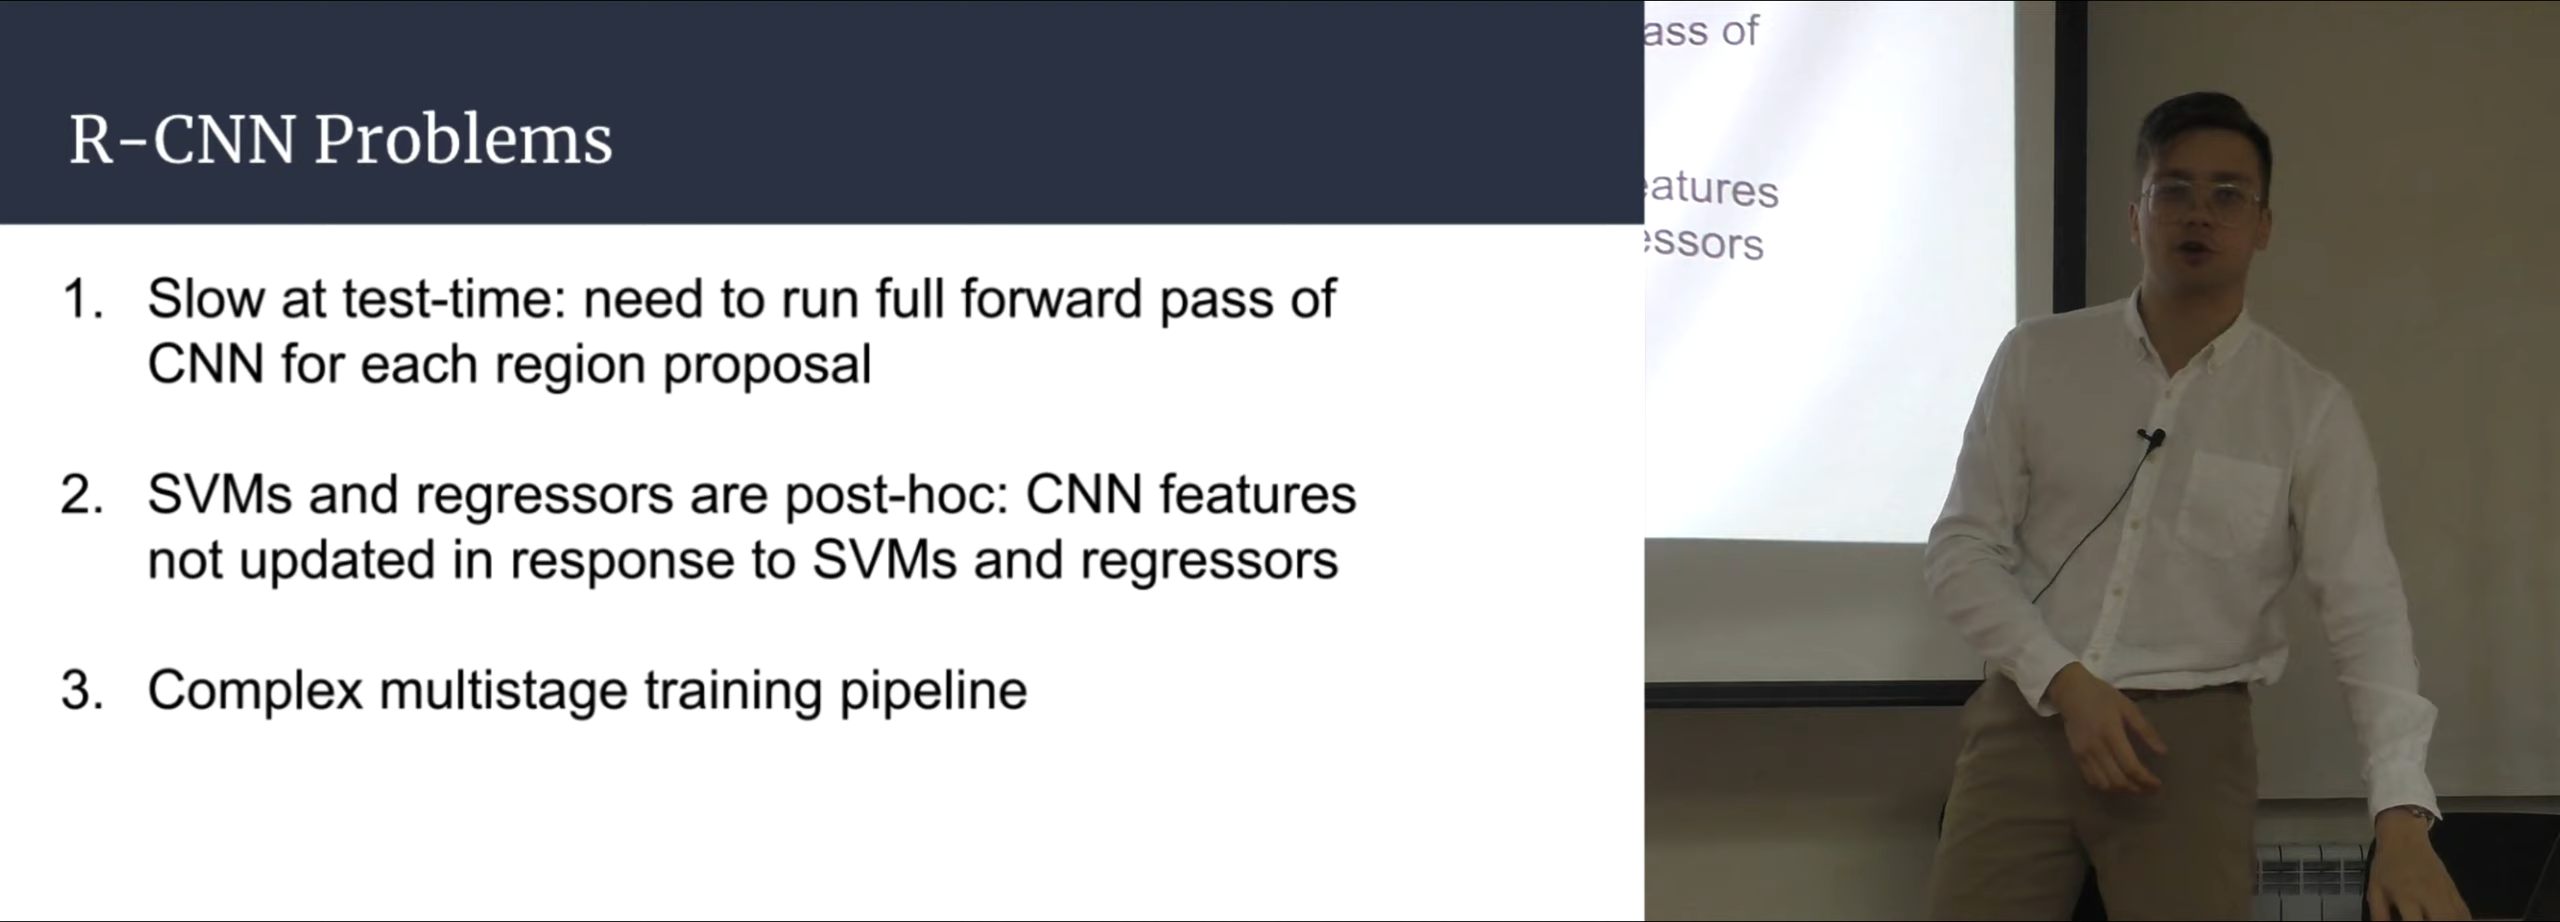 R-CNN Problems
1. Slow at test-time: need to run full forward pass of
CNN for each region proposal
2. SVMs and regressors are post-hoc: CNN features
not updated in response to SVMs and regressors
3. Complex multistage training pipeline
ass of
eatures
essors